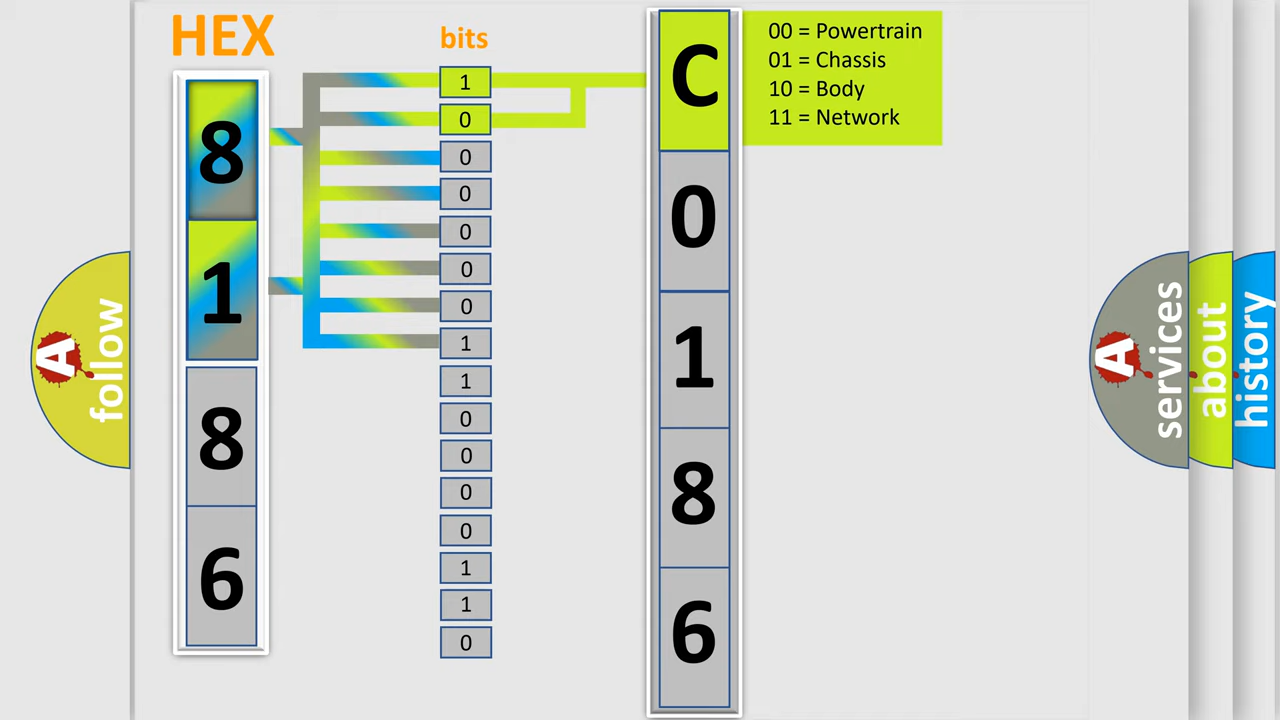 HEX
bits
8
1
8
6
1
0
0
0
0
0
0
1
1
0
0
0
0
1
1
0
C
0
1
8
6
00 = Powertrain
01 = Chassis
10 = Body
11 = Network
A
follow
A
services
about
history